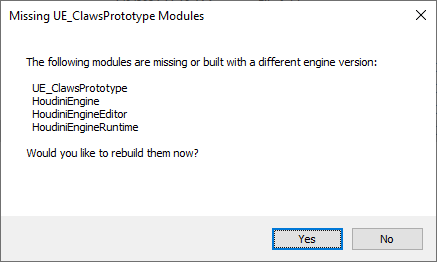 Missing UE_ClawsPrototype Modules
The following modules are missing or built with a different engine version:
UE_ClawsPrototype
HoudiniEngine
HoudiniEngineEditor
HoudiniEngineRuntime
Would you like to rebuild them now?
Yes No